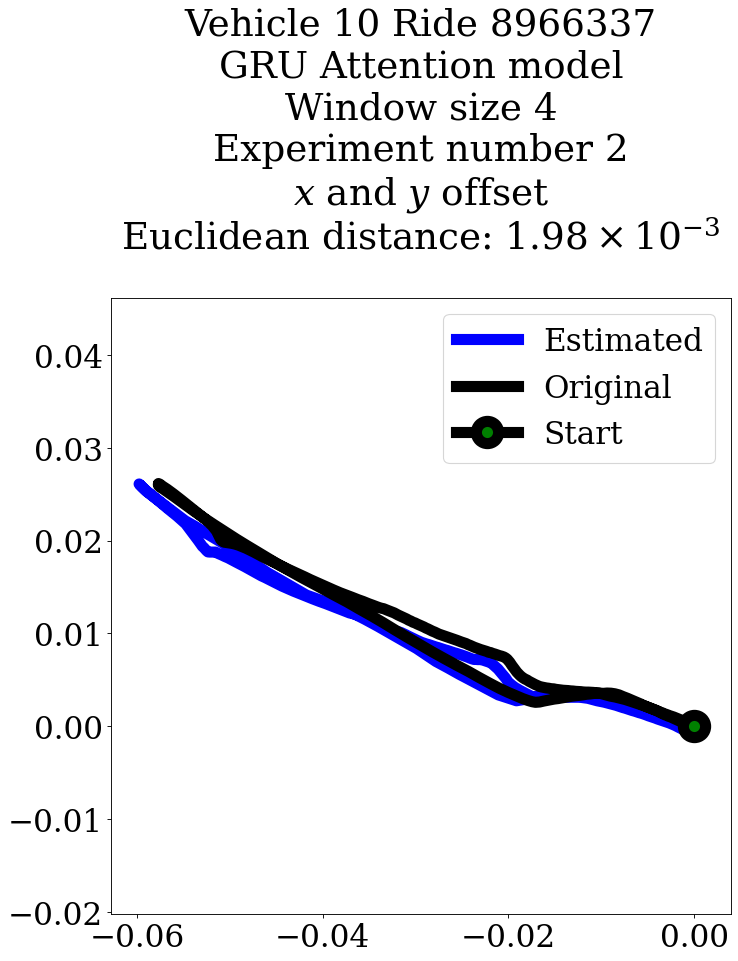 Vehicle 10 Ride 8966337
GRU Attention model
Window size 4
Experiment number 2
x and y offset
Euclidean distance: 1.98 × 10⁻³
Estimated
Original
Start
0.04
0.03
0.02
0.01
0.00
−0.01
−0.02
−0.06 −0.04 −0.02 0.00